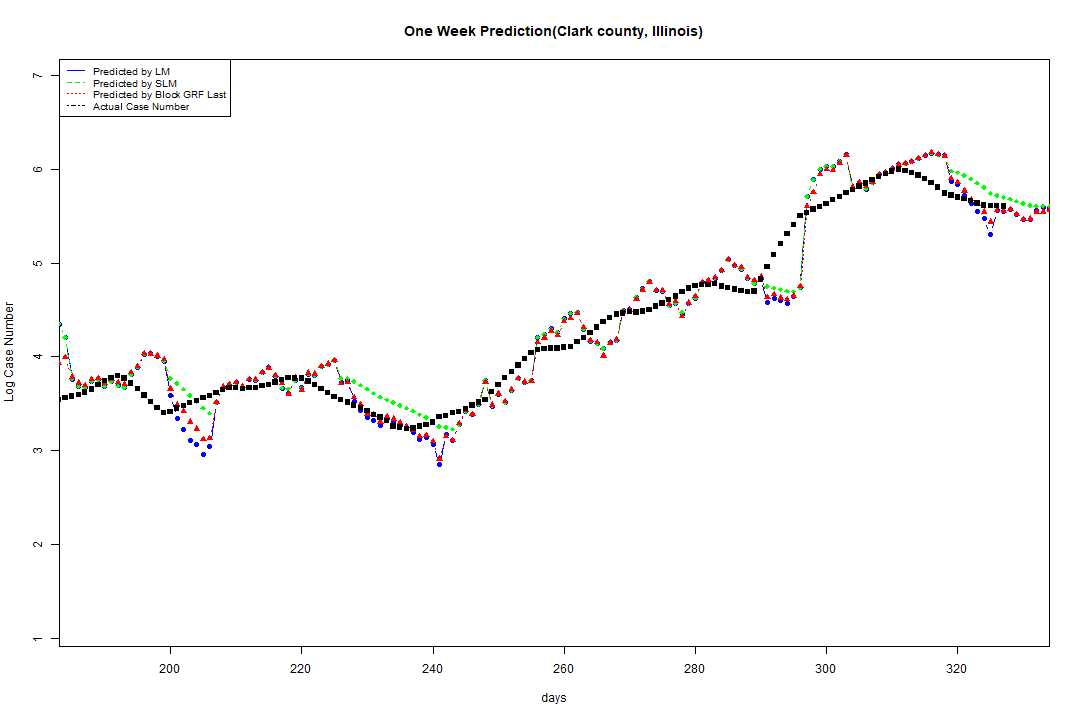 One Week Prediction(Clark county, Illinois)
Predicted by LM
Predicted by SLM
Predicted by Block GRF Last
Actual Case Number
7
6
5
4
3
2
1
Log Case Number
200 220 240 260 280 300 320
days